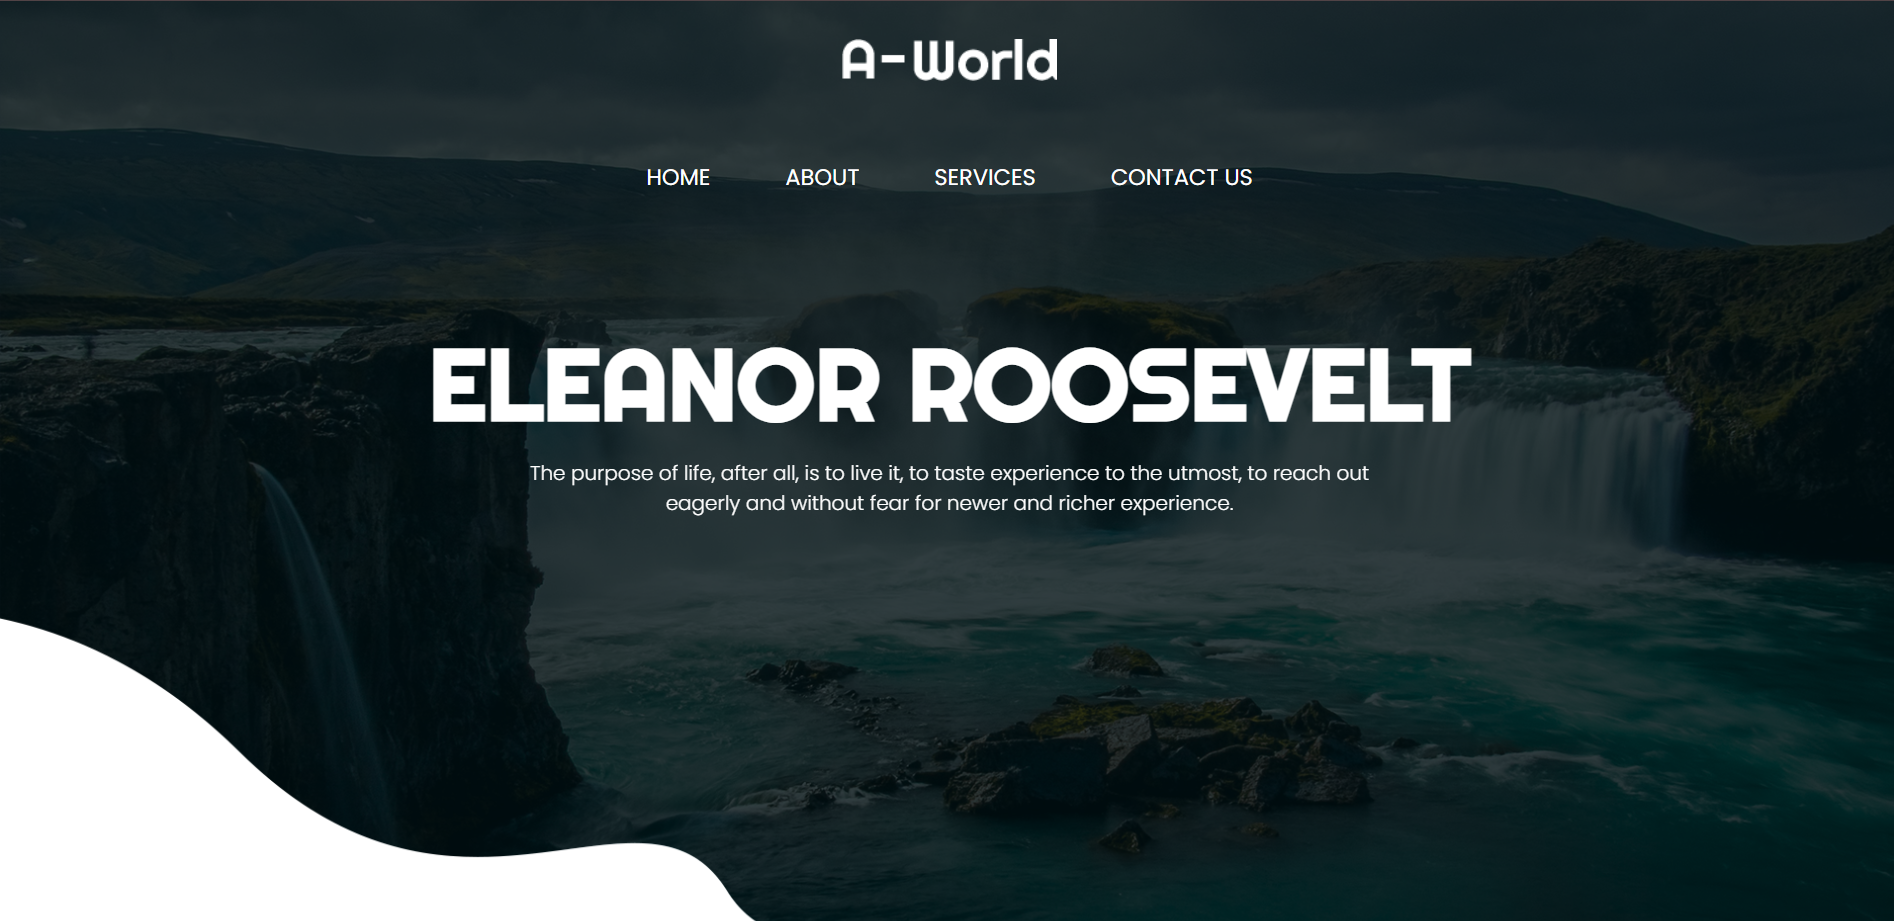 A-World
HOME ABOUT SERVICES CONTACT US
ELEANOR ROOSEVELT
The purpose of life, after all, is to live it, to taste experience to the utmost, to reach out
eagerly and without fear for newer and richer experience.